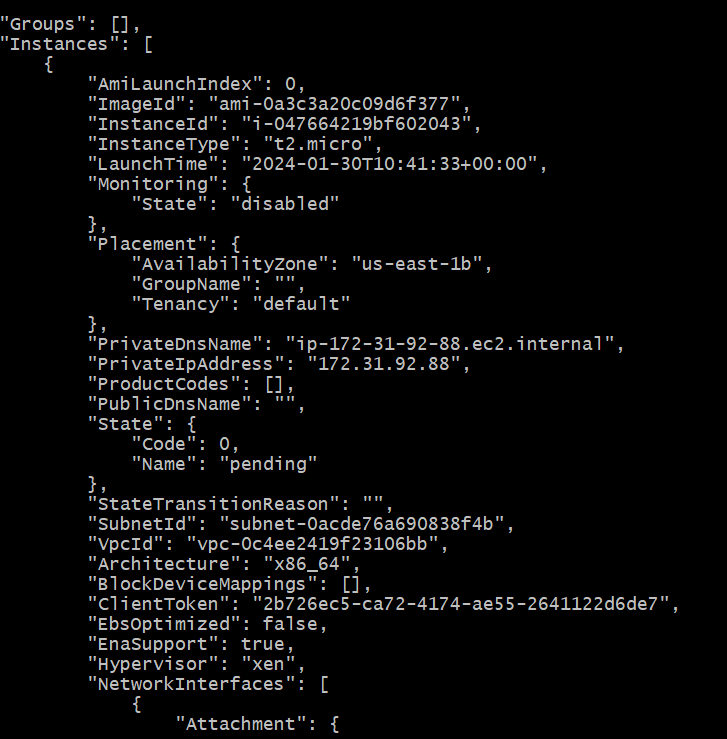 "Groups": [],
"Instances": [
    {
        "AmiLaunchIndex": 0,
        "ImageId": "ami-0a3c3a20c09d6f377",
        "InstanceId": "i-047664219bf602043",
        "InstanceType": "t2.micro",
        "LaunchTime": "2024-01-30T10:41:33+00:00",
        "Monitoring": {
            "State": "disabled"
        },
        "Placement": {
            "AvailabilityZone": "us-east-1b",
            "GroupName": "",
            "Tenancy": "default"
        },
        "PrivateDnsName": "ip-172-31-92-88.ec2.internal",
        "PrivateIpAddress": "172.31.92.88",
        "ProductCodes": [],
        "PublicDnsName": "",
        "State": {
            "Code": 0,
            "Name": "pending"
        },
        "StateTransitionReason": "",
        "SubnetId": "subnet-0acde76a690838f4b",
        "VpcId": "vpc-0c4ee2419f23106bb",
        "Architecture": "x86_64",
        "BlockDeviceMappings": [],
        "ClientToken": "2b726ec5-ca72-4174-ae55-2641122d6de7",
        "EbsOptimized": false,
        "EnaSupport": true,
        "Hypervisor": "xen",
        "NetworkInterfaces": [
            {
                "Attachment": {